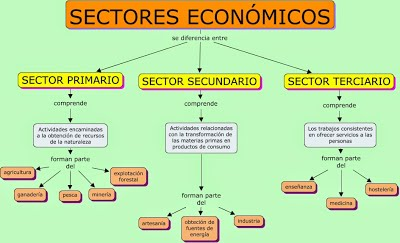 SECTORES ECONÓMICOS
se diferencia entre
SECTOR PRIMARIO
SECTOR SECUNDARIO
SECTOR TERCIARIO
comprende
comprende
comprende
Actividades encaminadas
a la obtención de recursos
de la naturaleza
Actividades relacionadas
con la transformación de
las materias primas en
productos de consumo
Los trabajos consistentes
en ofrecer servicios a las
personas
forman parte
del
forman parte
del
forman parte
del
agricultura
ganadería
pesca
minería
explotación
forestal
artesanía
obteción de
fuentes de
energía
industria
enseñanza
medicina
hostelería